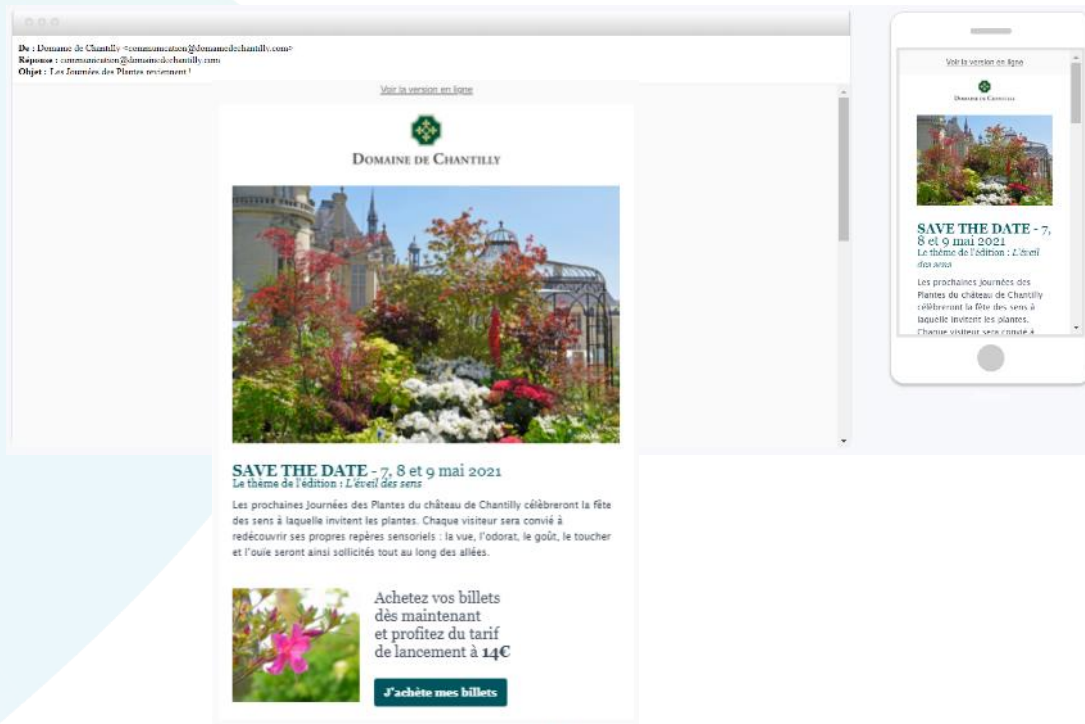 De : Domaine de Chantilly <communication@domainedechantilly.com>
Réponse : communication@domainedechantilly.com
Objet : Les Journées des Plantes reviennent !
Voir la version en ligne
DOMAINE DE CHANTILLY
SAVE THE DATE - 7, 8 et 9 mai 2021
Le thème de l'édition : L'éveil des sens
Les prochaines Journées des Plantes du château de Chantilly célèbreront la fête
des sens à laquelle invitent les plantes. Chaque visiteur sera convié à
redécouvrir ses propres repères sensoriels : la vue, l'odorat, le goût, le toucher
et l'ouïe seront ainsi sollicités tout au long des allées.
Achetez vos billets
dès maintenant
et profitez du tarif
de lancement à 14€
J'achète mes billets
Voir la version en ligne
DOMAINE DE CHANTILLY
SAVE THE DATE - 7,
8 et 9 mai 2021
Le thème de l'édition : L'éveil
des sens
Les prochaines Journées des
Plantes du château de Chantilly
célèbreront la fête des sens à
laquelle invitent les plantes.
Chaque visiteur sera convié à